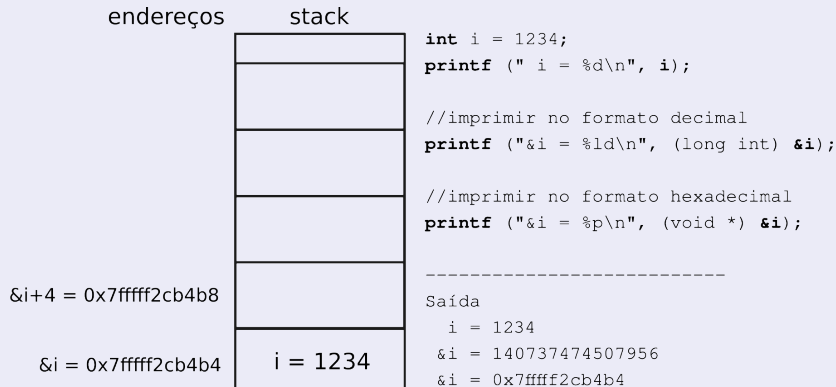 endereços
stack
&i+4 = 0x7fffff2cb4b8
&i = 0x7fffff2cb4b4
i = 1234
int i = 1234;
printf (" i = %d\n", i);
//imprimir no formato decimal
printf ("&i = %ld\n", (long int) &i);
//imprimir no formato hexadecimal
printf ("&i = %p\n", (void *) &i);
---------------------------
Saída
i = 1234
&i = 140737474507956
&i = 0x7fffff2cb4b4